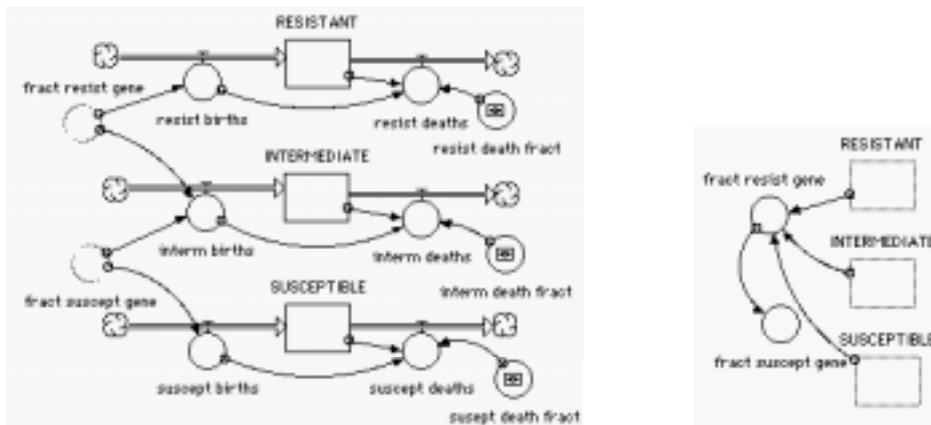 RESISTANT
fract resist gene
resist births
resist deaths
resist death fract
INTERMEDIATE
interm births
interm deaths
interm death fract
fract suscept gene
SUSCEPTIBLE
suscept births
suscept deaths
susept death fract
RESISTANT
fract resist gene
INTERMEDIATE
SUSCEPTIBLE
fract suscept gene